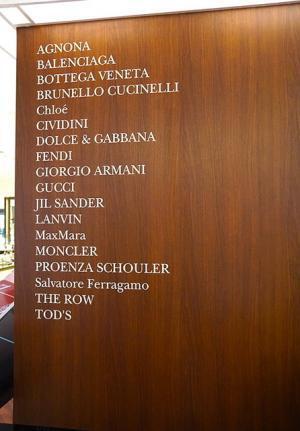 AGNONA
BALENCIAGA
BOTTEGA VENETA
BRUNELLO CUCINELLI
Chloé
CIVIDINI
DOLCE & GABBANA
FENDI
GIORGIO ARMANI
GUCCI
JIL SANDER
LANVIN
MaxMara
MONCLER
PROENZA SCHOULER
Salvatore Ferragamo
THE ROW
TOD'S